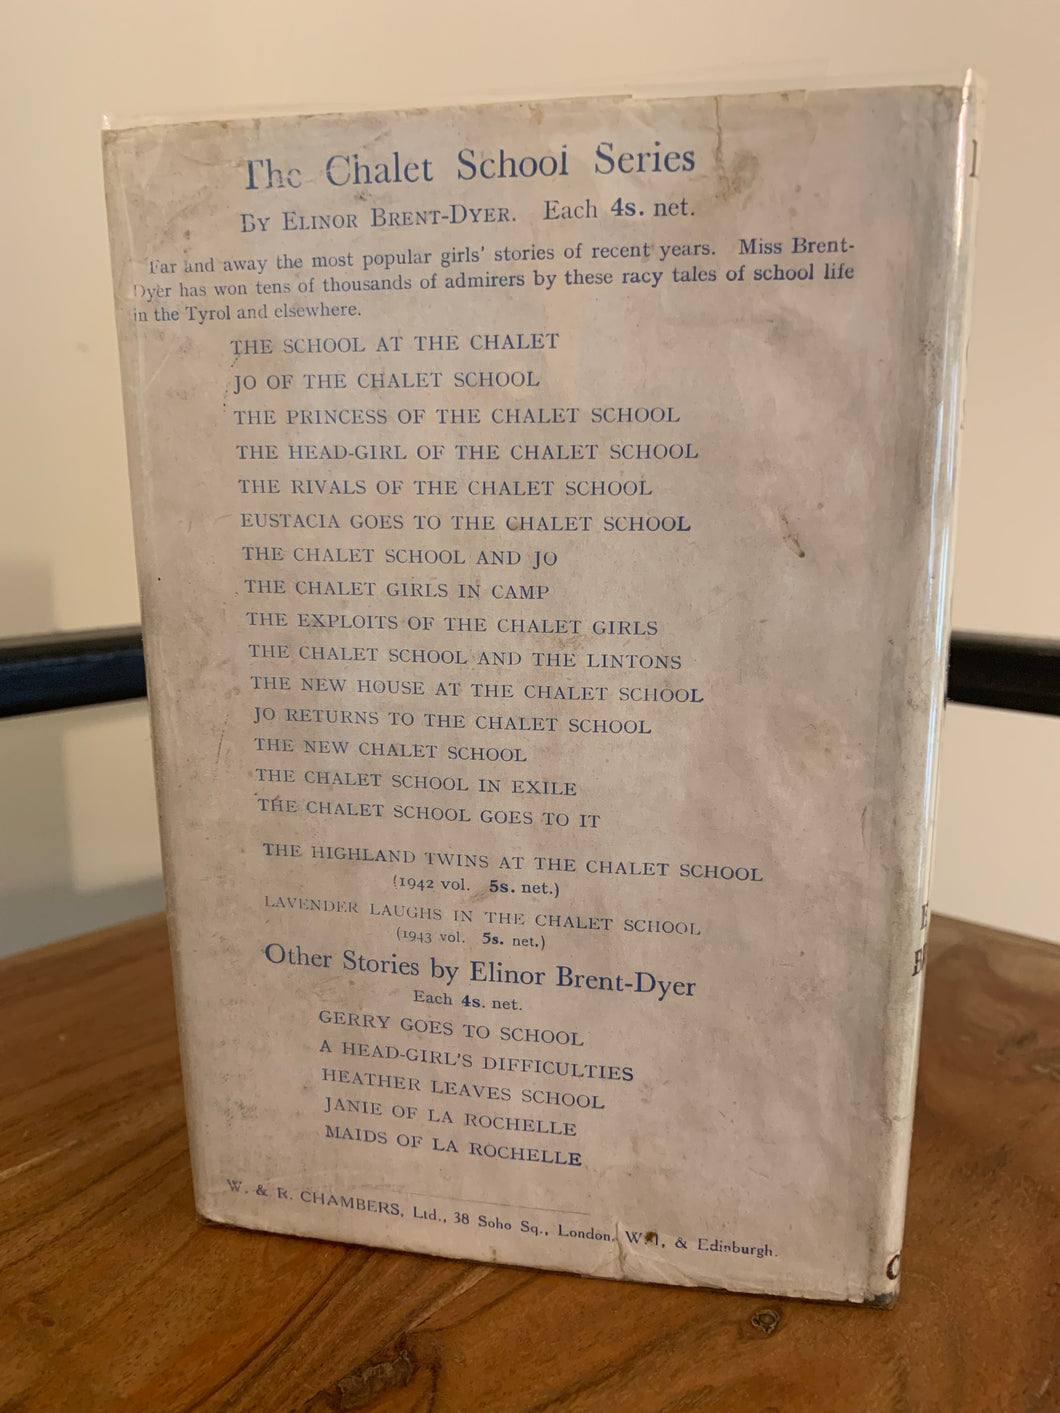 The Chalet School Series
BY ELINOR BRENT-DYER. Each 4s. net.
Far and away the most popular girls' stories of recent years. Miss Brent-
Dyer has won tens of thousands of admirers by these racy tales of school life
in the Tyrol and elsewhere.
THE SCHOOL AT THE CHALET
JO OF THE CHALET SCHOOL
THE PRINCESS OF THE CHALET SCHOOL
THE HEAD-GIRL OF THE CHALET SCHOOL
THE RIVALS OF THE CHALET SCHOOL
EUSTACIA GOES TO THE CHALET SCHOOL
THE CHALET SCHOOL AND JO
THE CHALET GIRLS IN CAMP
THE EXPLOITS OF THE CHALET GIRLS
THE CHALET SCHOOL AND THE LINTONS
THE NEW HOUSE AT THE CHALET SCHOOL
JO RETURNS TO THE CHALET SCHOOL
THE NEW CHALET SCHOOL
THE CHALET SCHOOL IN EXILE
THE CHALET SCHOOL GOES TO IT
THE HIGHLAND TWINS AT THE CHALET SCHOOL
(1942 vol. 5s. net.)
LAVENDER LAUGHS IN THE CHALET SCHOOL
(1943 vol. 5s. net.)
Other Stories by Elinor Brent-Dyer
Each 4s. net.
GERRY GOES TO SCHOOL
A HEAD-GIRL'S DIFFICULTIES
HEATHER LEAVES SCHOOL
JANIE OF LA ROCHELLE
MAIDS OF LA ROCHELLE
W. & R. CHAMBERS, Ltd., 38 Soho Sq., London, W.1, & Edinburgh.